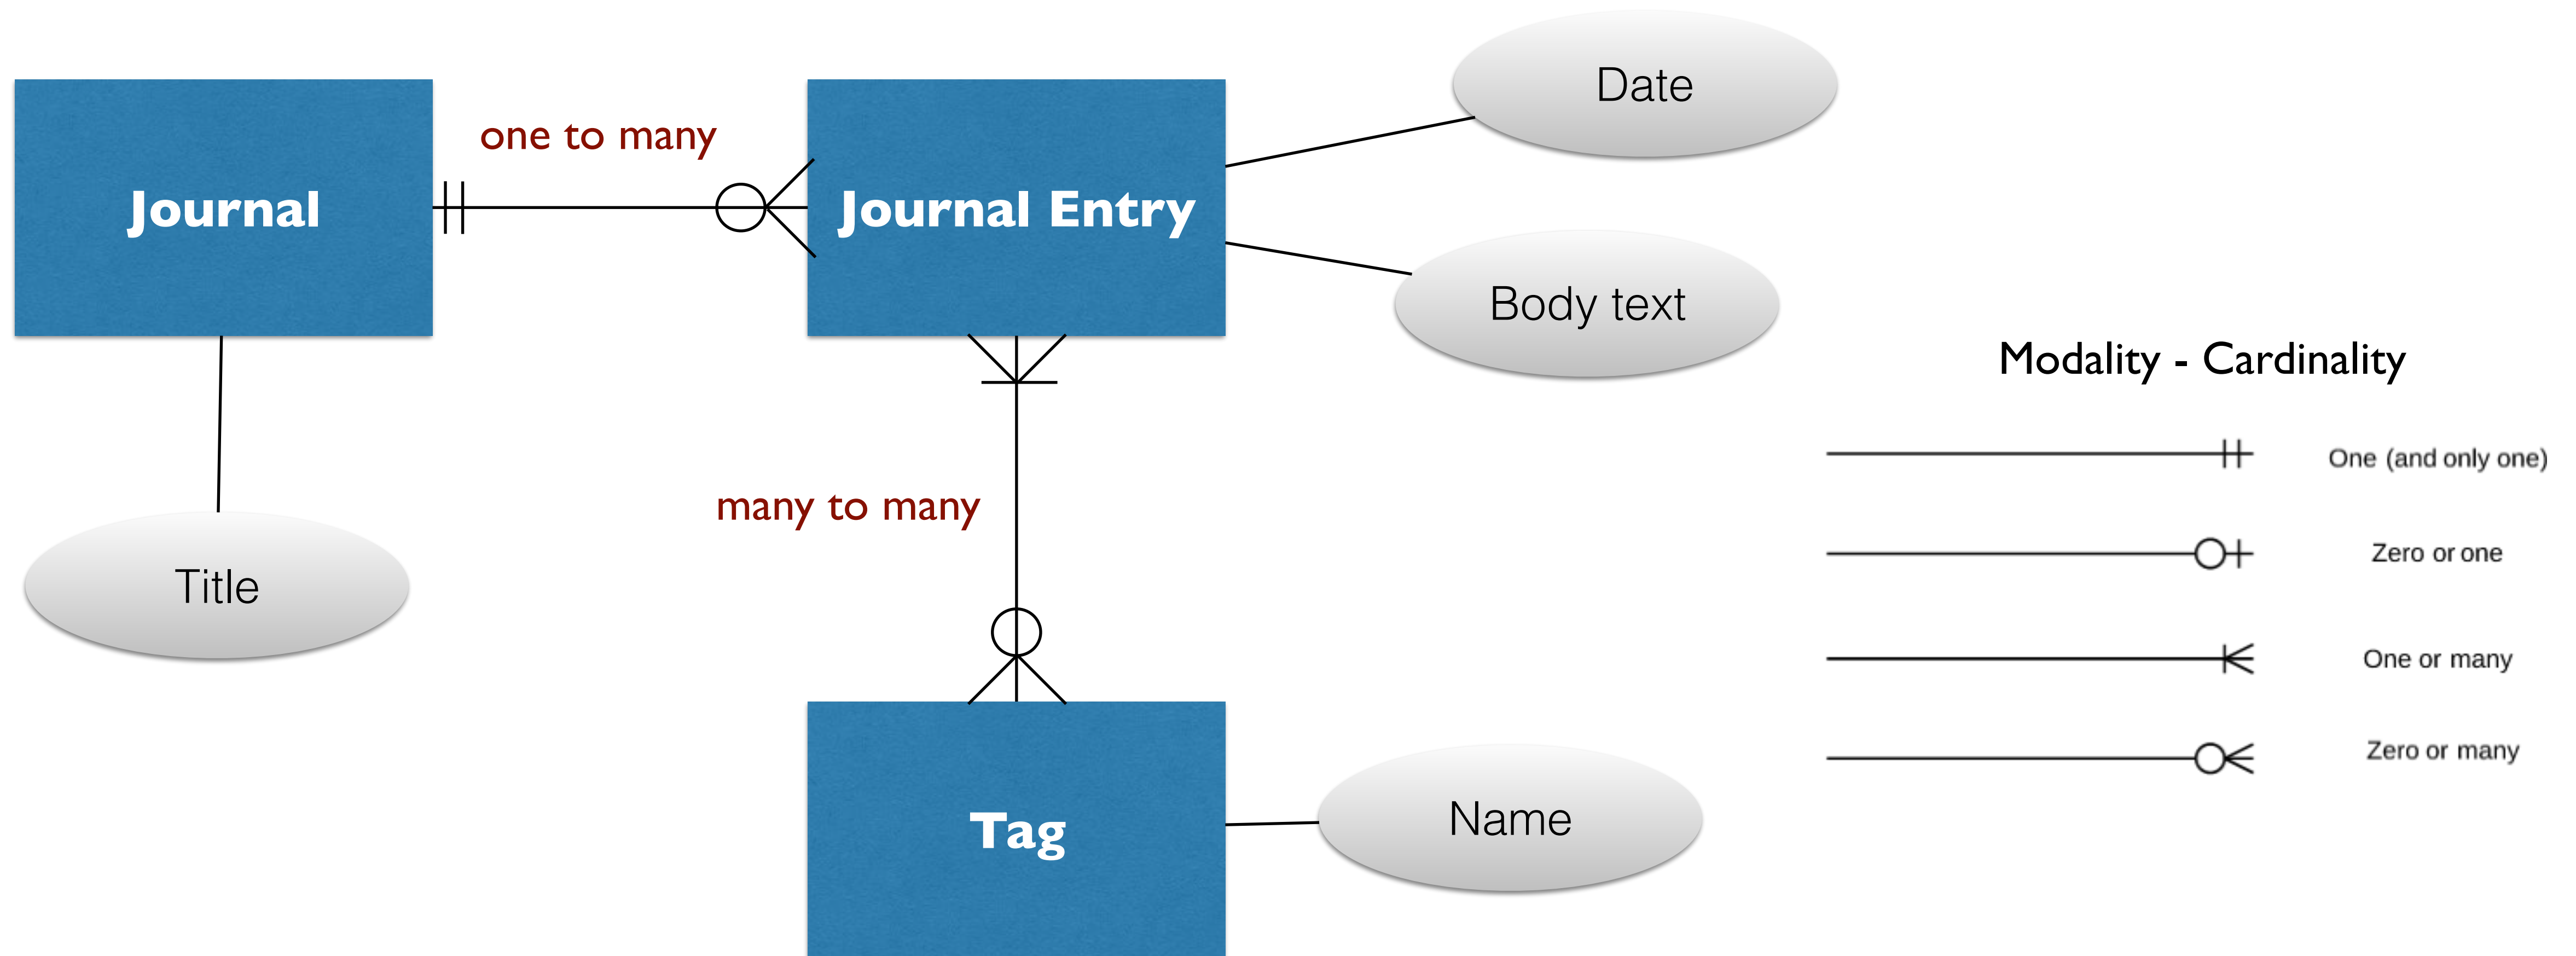 Date
one to many
Journal
Journal Entry
Body text
Modality - Cardinality
One (and only one)
many to many
Zero or one
Title
One or many
Zero or many
Tag
Name